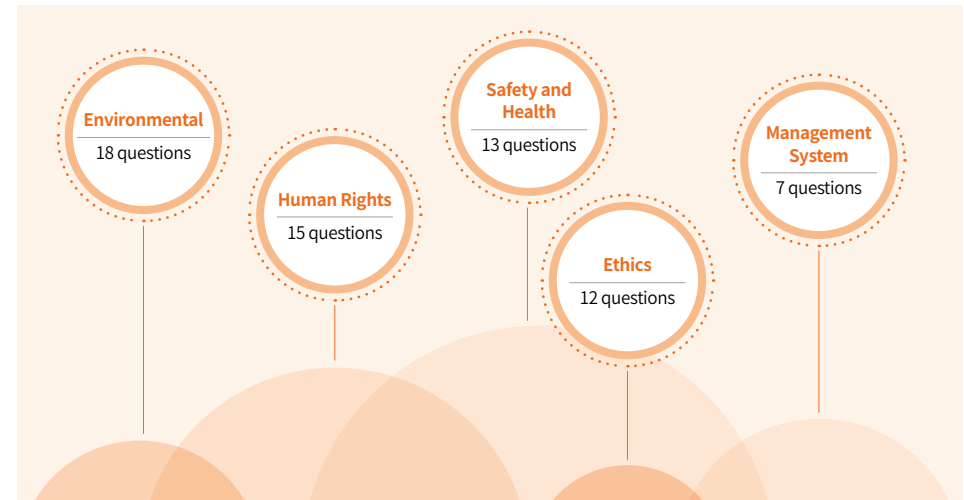 Environmental
18 questions
Human Rights
15 questions
Safety and
Health
13 questions
Ethics
12 questions
Management
System
7 questions